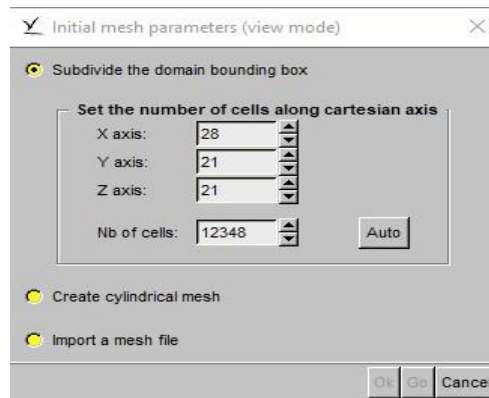 Initial mesh parameters (view mode)
Subdivide the domain bounding box
Set the number of cells along cartesian axis
X axis: 28
Y axis: 21
Z axis: 21
Nb of cells: 12348 Auto
Create cylindrical mesh
Import a mesh file
Ok Go Cance